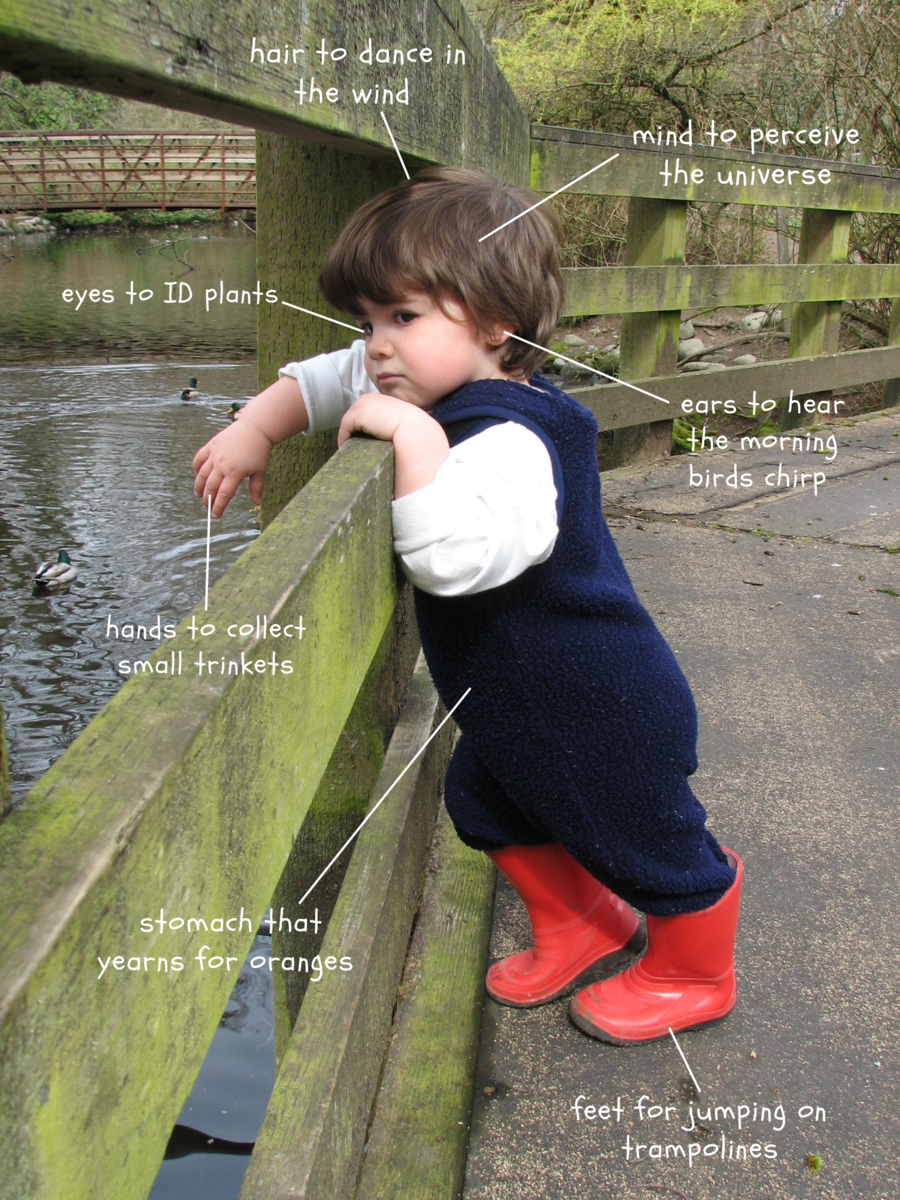 hair to dance in
the wind
mind to perceive
the universe
eyes to ID plants
ears to hear
the morning
birds chirp
hands to collect
small trinkets
stomach that
yearns for oranges
feet for jumping on
trampolines